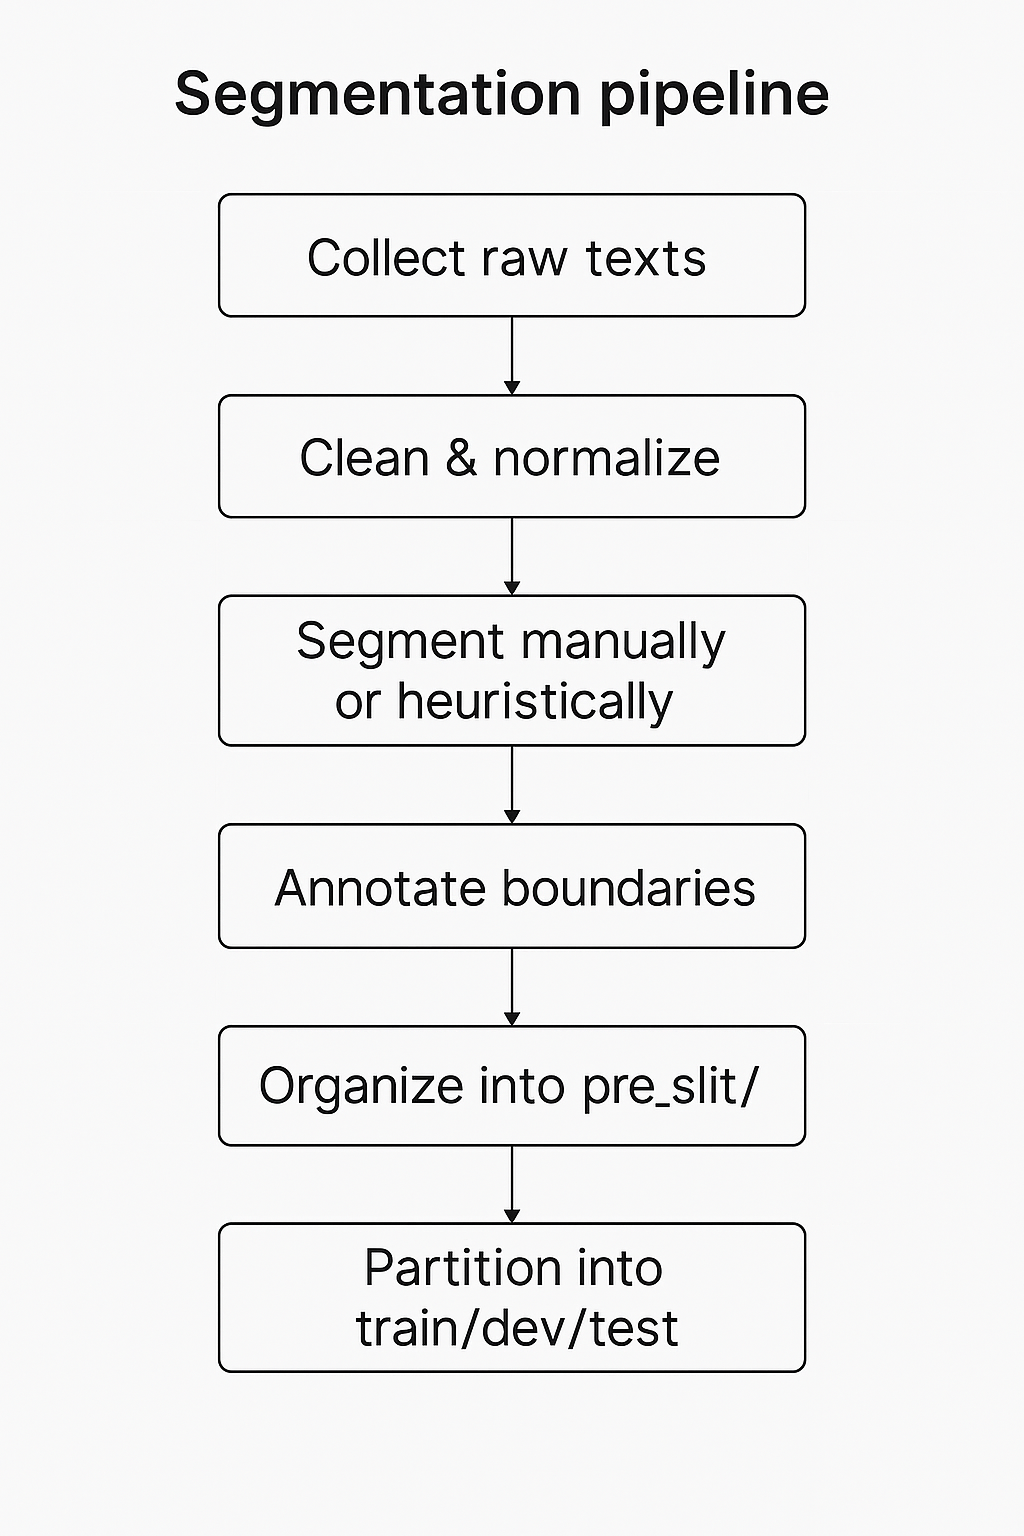 Segmentation pipeline
Collect raw texts
Clean & normalize
Segment manually
or heuristically
Annotate boundaries
Organize into pre_slit/
Partition into
train/dev/test